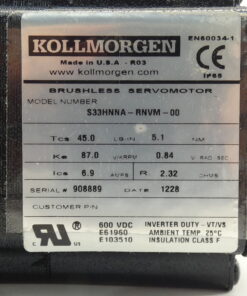 KOLLMORGEN
EN60034-1
Made in U.S.A - R03
www.kollmorgen.com
CE
IP65
BRUSHLESS SERVOMOTOR
MODEL NUMBER
S33HNNA-RNVM-00
Tcs 45.0 LB-IN 5.1 NM
Ke 87.0 V/KRPM 0.84 V RAD SEC
Ics 6.9 AMPS R 2.32 OHMS
SERIAL # 908889 DATE 1228
CUSTOMER P/N
600 VDC INVERTER DUTY - VT/VS
E61960 AMBIENT TEMP 25°C
E103510 INSULATION CLASS F